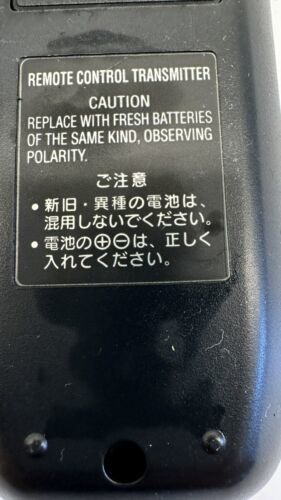 REMOTE CONTROL TRANSMITTER
CAUTION
REPLACE WITH FRESH BATTERIES
OF THE SAME KIND, OBSERVING
POLARITY.
ご注意
• 新旧・異種の電池は、
混用しないでください。
• 電池の⊕⊖は、正しく
入れてください。